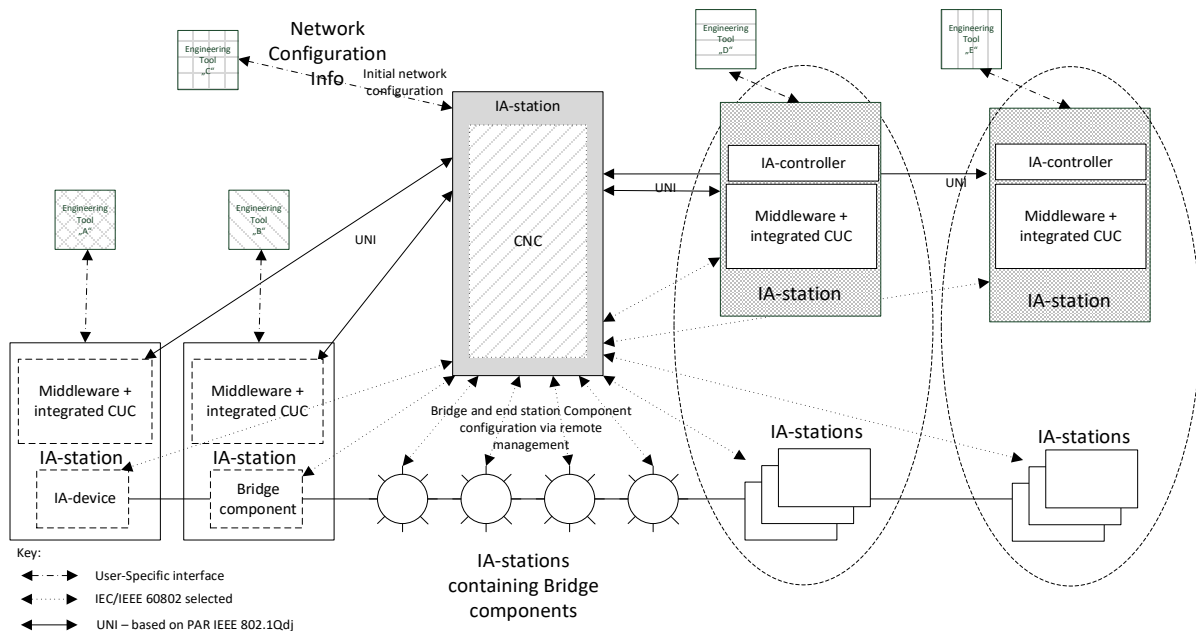 Engineering
Tool
„C“
Network
Configuration
Info
Initial network
configuration
Engineering
Tool
„D“
Engineering
Tool
„E“
IA-station
CNC
IA-controller
Middleware +
integrated CUC
IA-station
IA-controller
Middleware +
integrated CUC
IA-station
UNI
UNI
UNI
Engineering
Tool
„A“
Engineering
Tool
„B“
Middleware +
integrated CUC
IA-station
IA-device
Middleware +
integrated CUC
IA-station
Bridge
component
Bridge and end station Component
configuration via remote
management
IA-stations
IA-stations
IA-stations
containing Bridge
components
Key:
User-Specific interface
IEC/IEEE 60802 selected
UNI – based on PAR IEEE 802.1Qdj